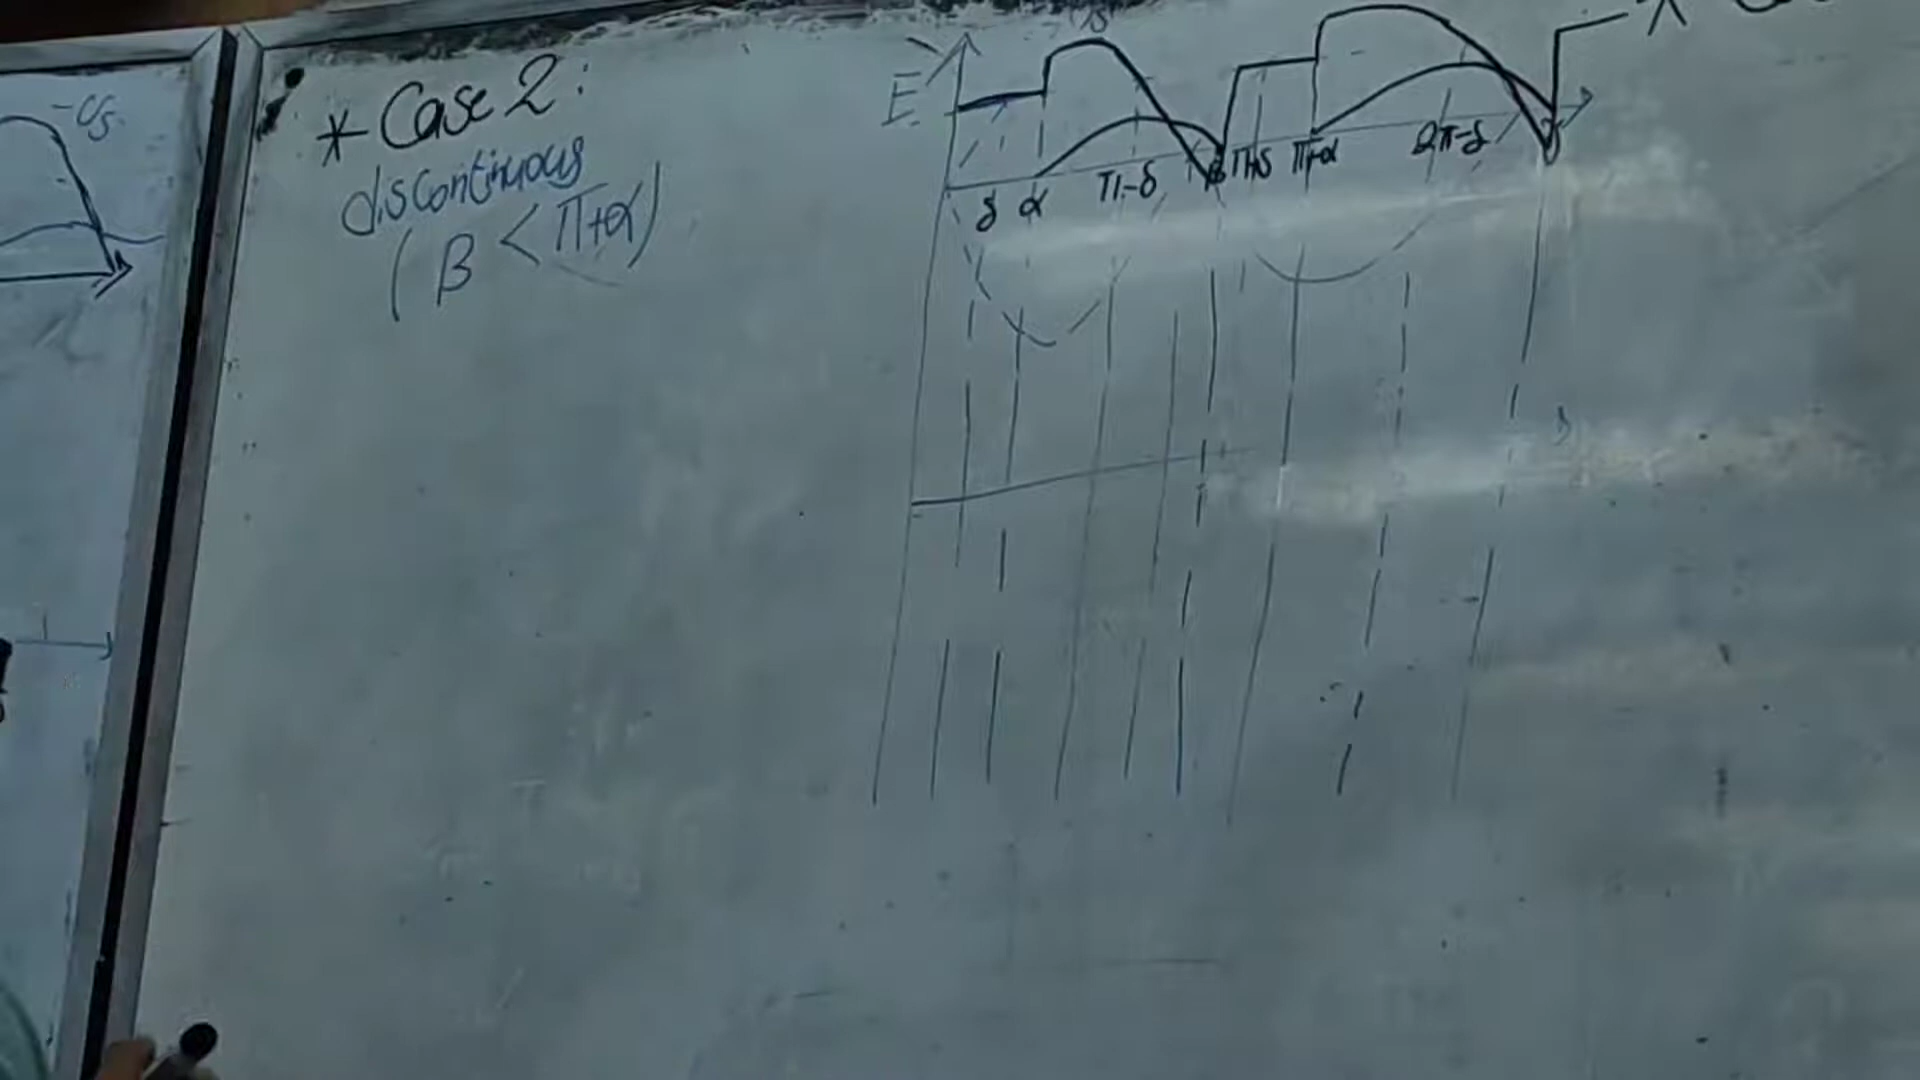 -Us
* Case 2:
discontinuous
( β < π+α )
E
δ α π-δ β π+δ π+α 2π-δ